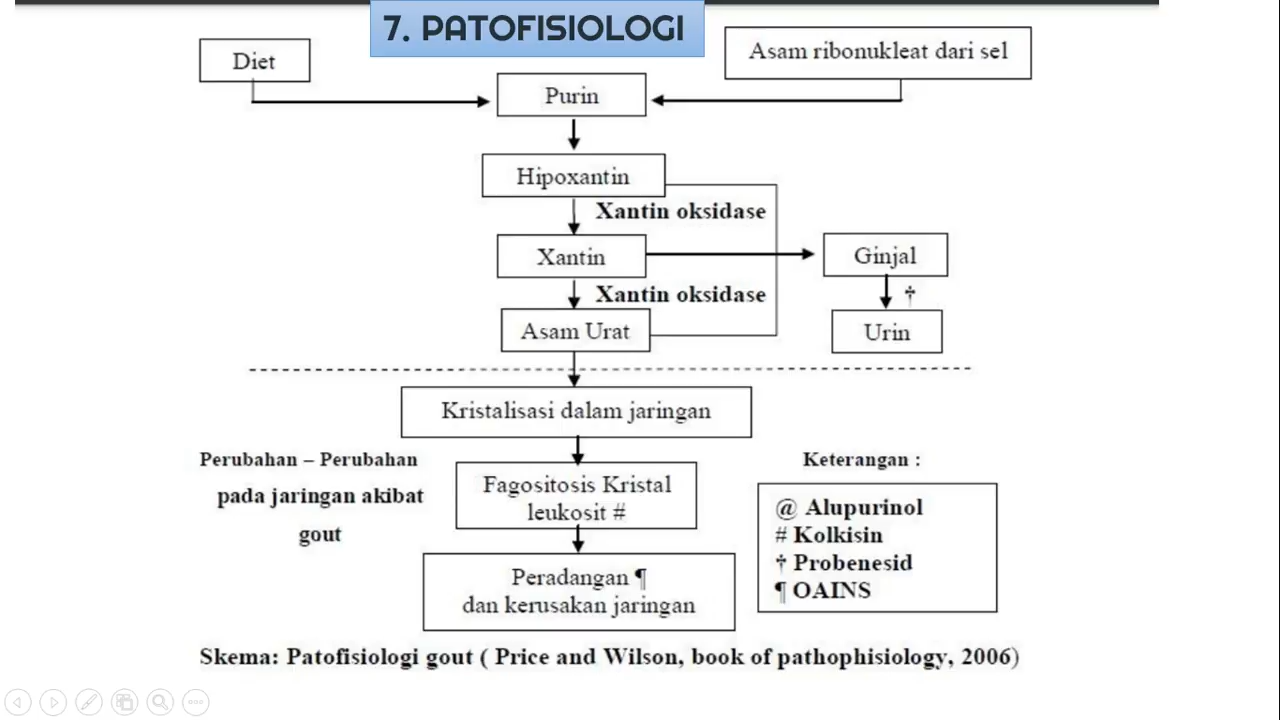 7. PATOFISIOLOGI
Diet
Asam ribonukleat dari sel
Purin
Hipoxantin
Xantin oksidase
Xantin
Ginjal
Xantin oksidase
†
Asam Urat
Urin
Kristalisasi dalam jaringan
Perubahan – Perubahan
pada jaringan akibat
gout
Fagositosis Kristal
leukosit #
Peradangan ¶
dan kerusakan jaringan
Keterangan :
@ Alupurinol
# Kolkisin
† Probenesid
¶ OAINS
Skema: Patofisiologi gout ( Price and Wilson, book of pathophisiology, 2006)